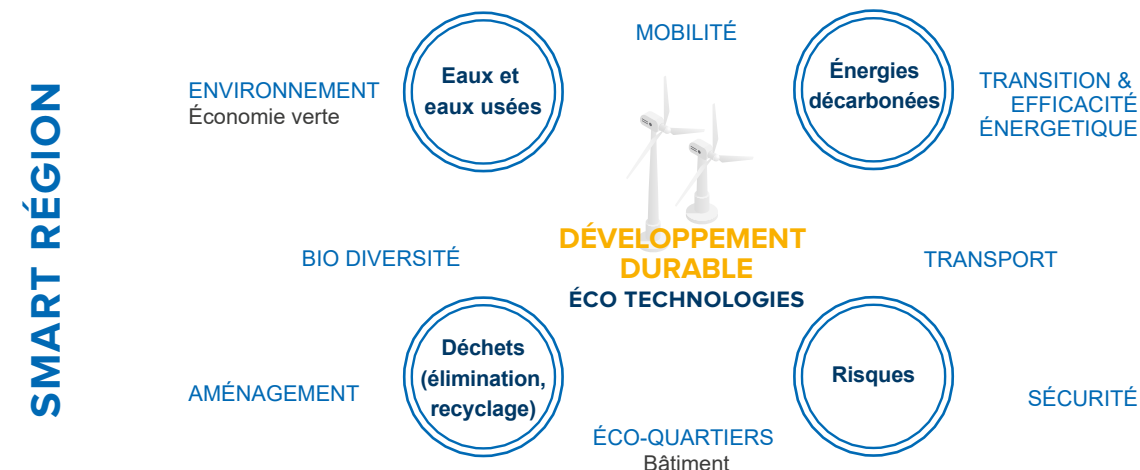 SMART RÉGION
MOBILITÉ
ENVIRONNEMENT
Économie verte
Eaux et
eaux usées
Énergies
décarbonées
TRANSITION &
EFFICACITÉ
ÉNERGETIQUE
BIO DIVERSITÉ
DÉVELOPPEMENT
DURABLE
ÉCO TECHNOLOGIES
TRANSPORT
AMÉNAGEMENT
Déchets
(élimination,
recyclage)
Risques
SÉCURITÉ
ÉCO-QUARTIERS
Bâtiment